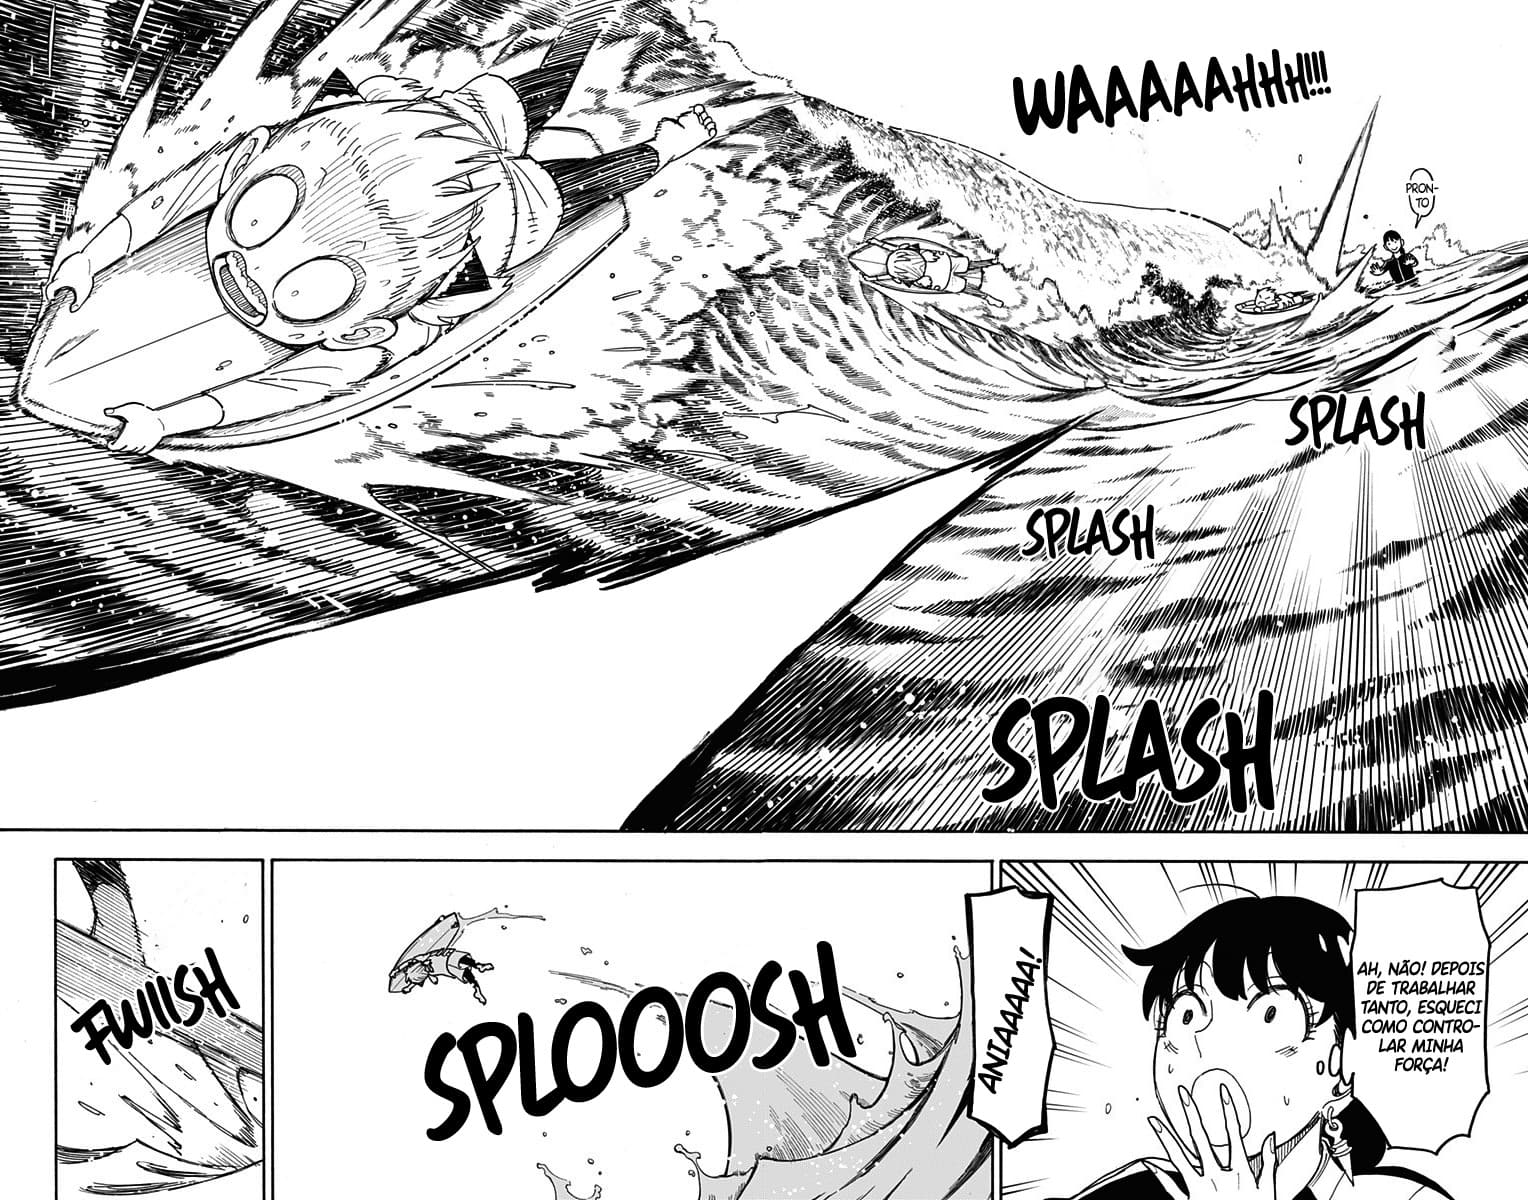 WAAAAAHHH!!!
PRON-
TO
SPLASH
SPLASH
SPLASH
AH, NÃO! DEPOIS
DE TRABALHAR
TANTO, ESQUECI
COMO CONTRO-
LAR MINHA
FORÇA!
ANIAAAAA!
SPLOOOSH
FWIIISH